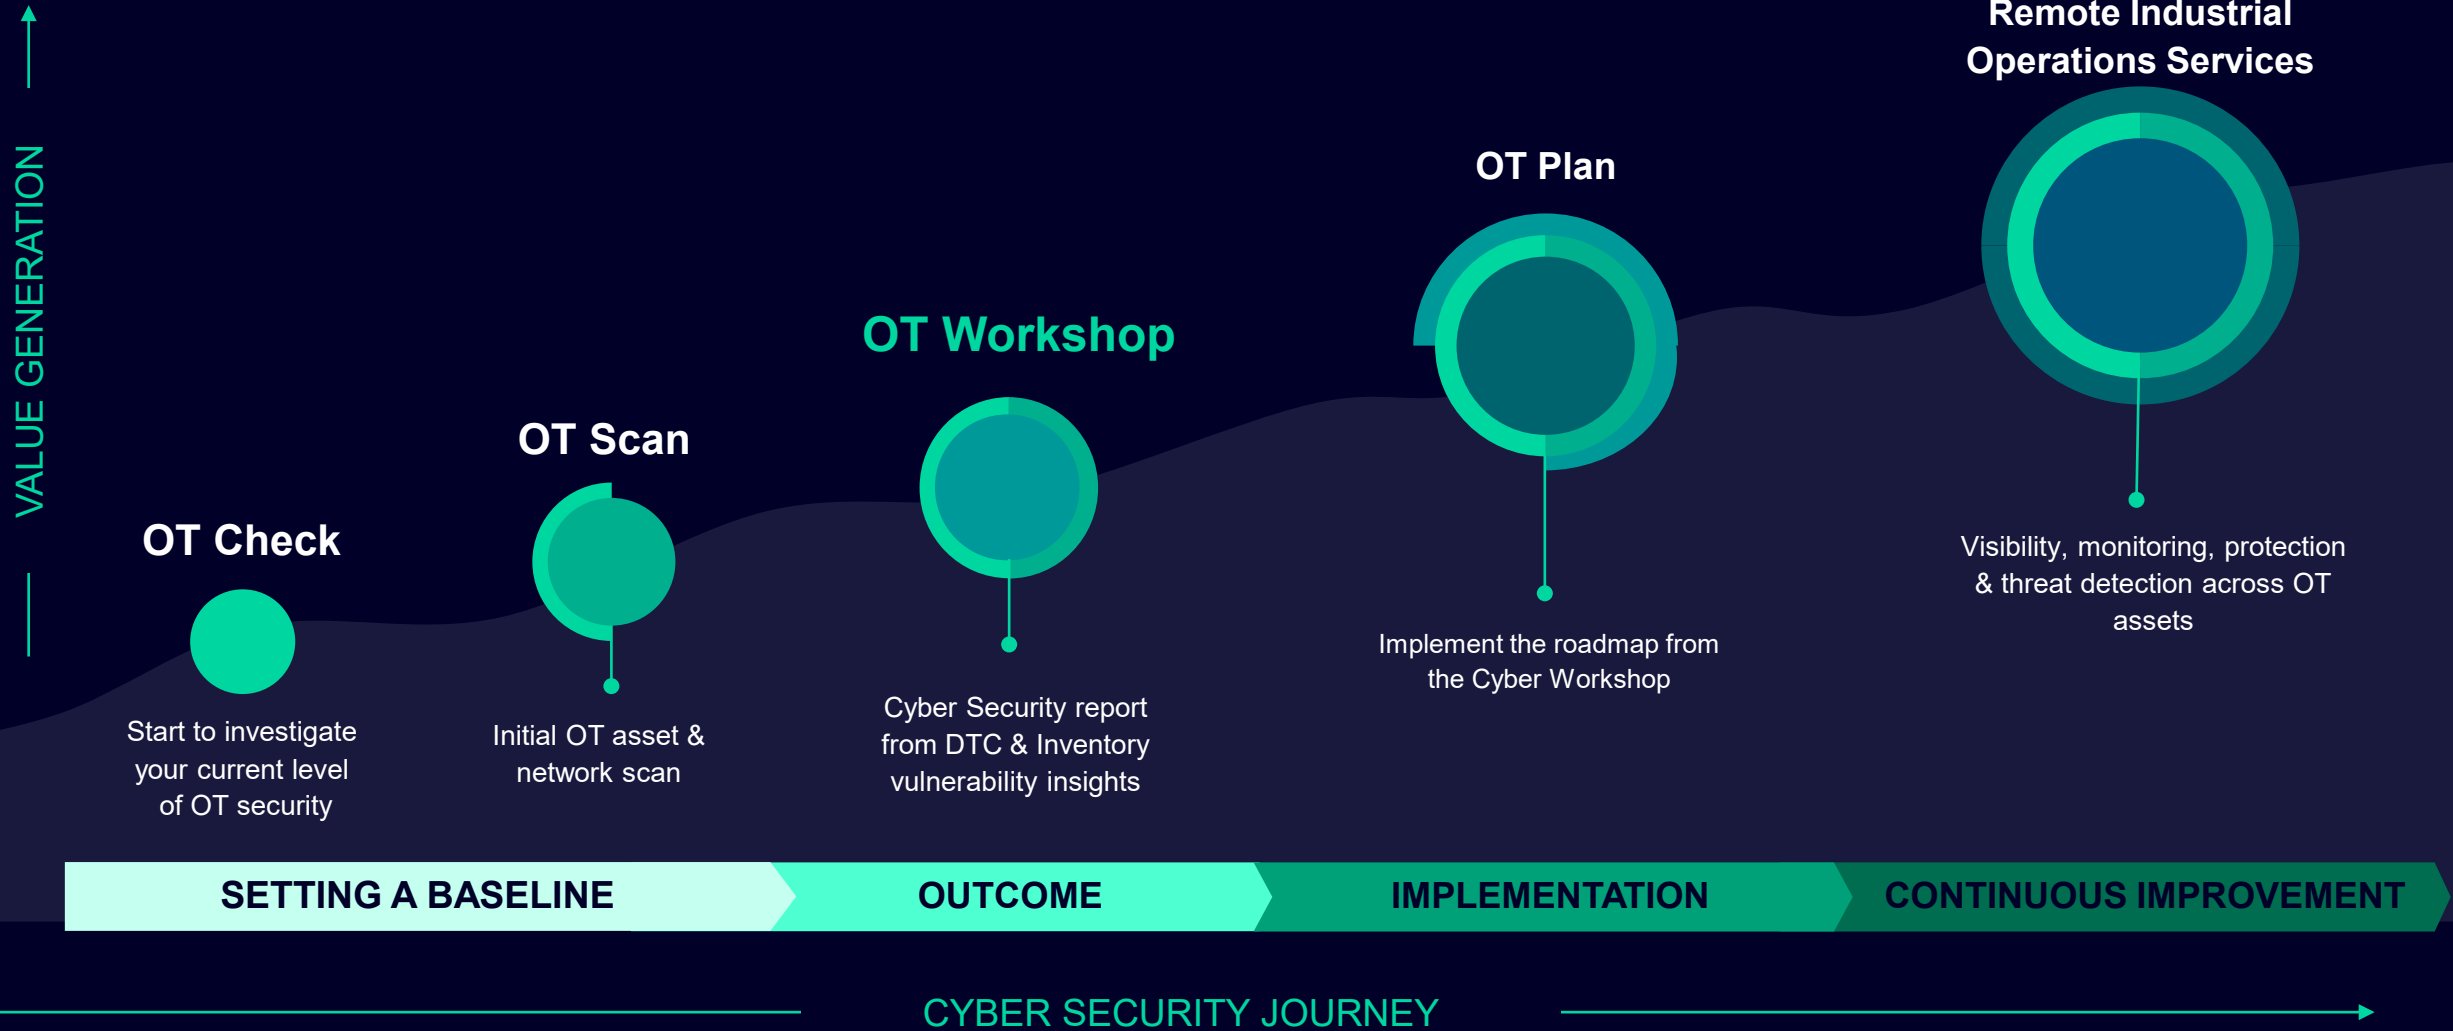 Remote Industrial
Operations Services
OT Plan
OT Workshop
OT Scan
OT Check
VALUE GENERATION
Start to investigate
your current level
of OT security
Initial OT asset &
network scan
Cyber Security report
from DTC & Inventory
vulnerability insights
Implement the roadmap from
the Cyber Workshop
Visibility, monitoring, protection
& threat detection across OT
assets
SETTING A BASELINE
OUTCOME
IMPLEMENTATION
CONTINUOUS IMPROVEMENT
CYBER SECURITY JOURNEY